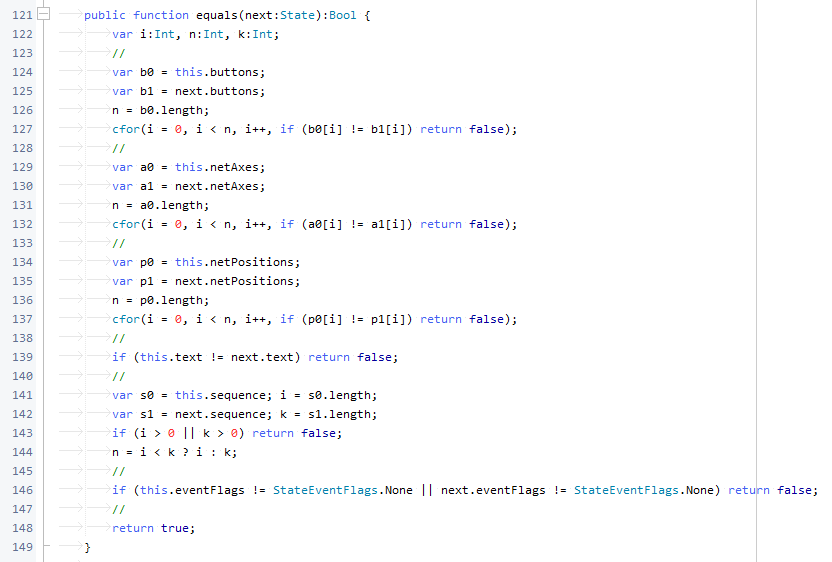 121 public function equals(next:State):Bool {
122 var i:Int, n:Int, k:Int;
123 //
124 var b0 = this.buttons;
125 var b1 = next.buttons;
126 n = b0.length;
127 cfor(i = 0, i < n, i++, if (b0[i] != b1[i]) return false);
128 //
129 var a0 = this.netAxes;
130 var a1 = next.netAxes;
131 n = a0.length;
132 cfor(i = 0, i < n, i++, if (a0[i] != a1[i]) return false);
133 //
134 var p0 = this.netPositions;
135 var p1 = next.netPositions;
136 n = p0.length;
137 cfor(i = 0, i < n, i++, if (p0[i] != p1[i]) return false);
138 //
139 if (this.text != next.text) return false;
140 //
141 var s0 = this.sequence; i = s0.length;
142 var s1 = next.sequence; k = s1.length;
143 if (i > 0 || k > 0) return false;
144 n = i < k ? i : k;
145 //
146 if (this.eventFlags != StateEventFlags.None || next.eventFlags != StateEventFlags.None) return false;
147 //
148 return true;
149 }